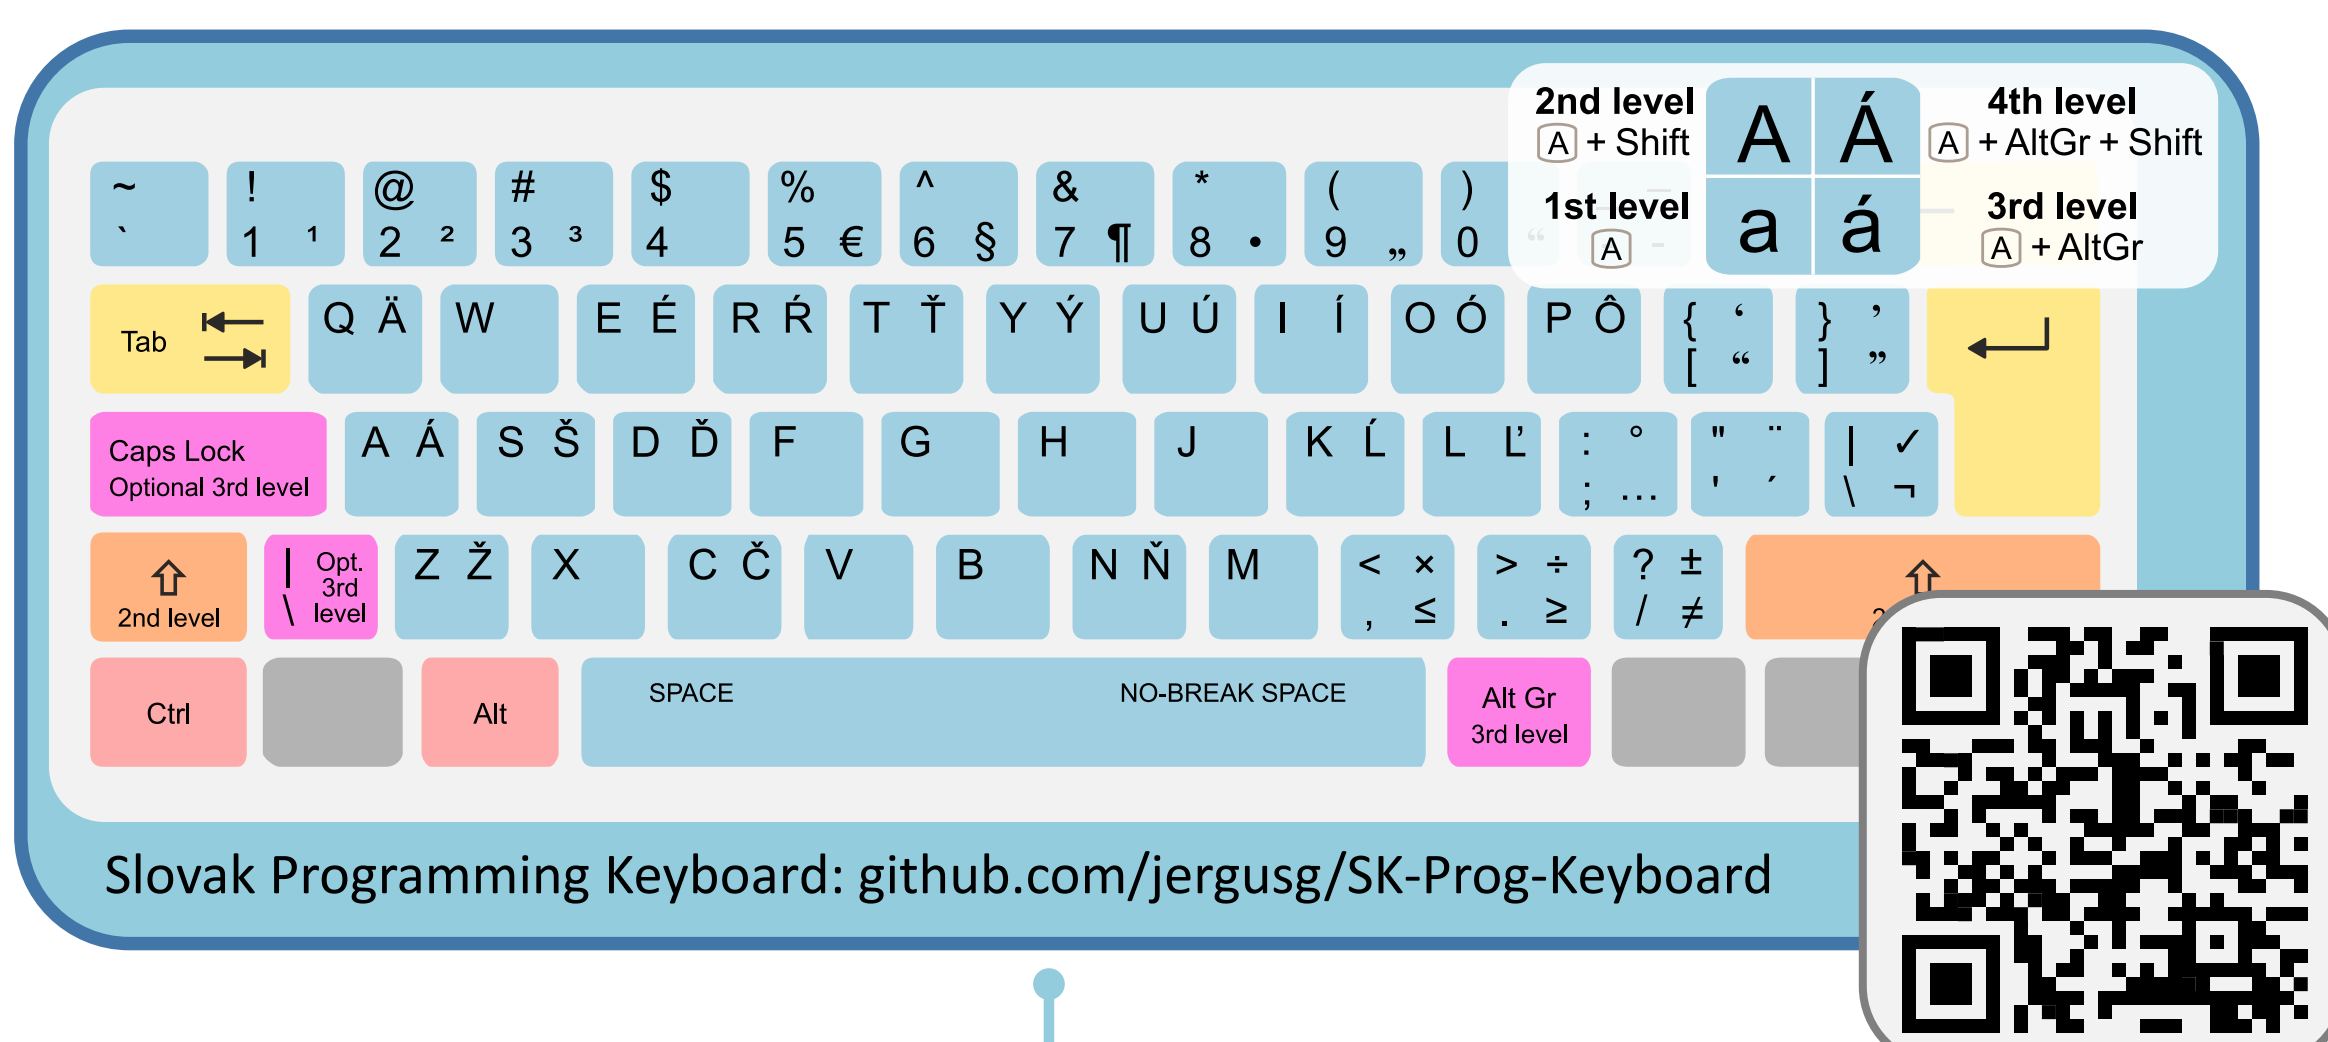 2nd level A Á 4th level
A + Shift A + AltGr + Shift
1st level a á 3rd level
A A + AltGr
~ ! @ # $ % ^ & * ( )
` 1 ¹ 2 ² 3 ³ 4 5 € 6 § 7 ¶ 8 • 9 „ 0 “
Tab Q Ä W E É R Ŕ T Ť Y Ý U Ú I Í O Ó P Ô { ‘ } ’
[ “ ] ”
Caps Lock A Á S Š D Ď F G H J K Ĺ L Ľ : ° " ¨ | ✓
Optional 3rd level ; … ' ´ \ ¬
2nd level | \ Opt. 3rd level Z Ž X C Č V B N Ň M < × > ÷ ? ±
, ≤ . ≥ / ≠
Ctrl Alt SPACE NO-BREAK SPACE Alt Gr
3rd level
Slovak Programming Keyboard: github.com/jergusg/SK-Prog-Keyboard